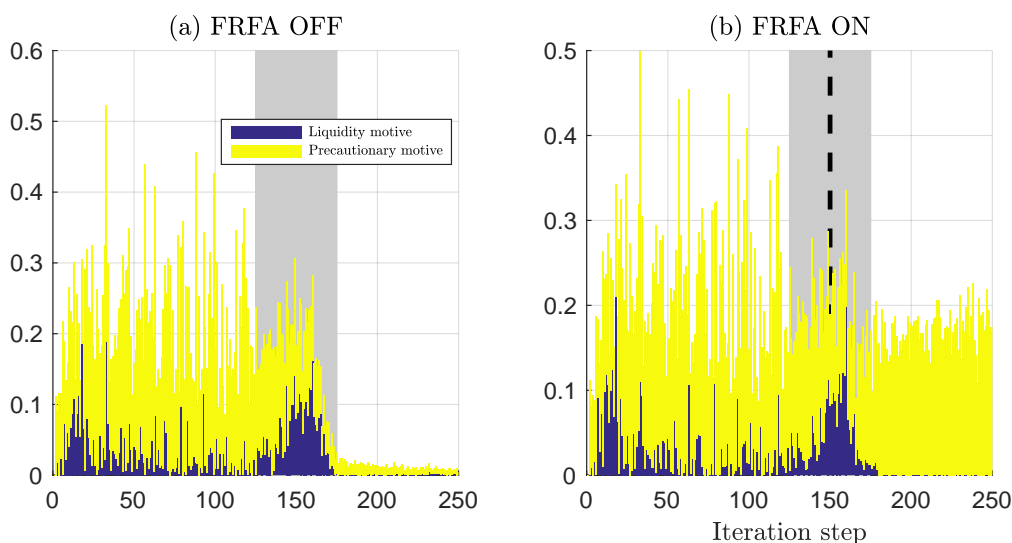 (a) FRFA OFF
(b) FRFA ON
0.6
0.5
0.4
0.3
0.2
0.1
0
0 50 100 150 200 250
Liquidity motive
Precautionary motive
0.5
0.4
0.3
0.2
0.1
0
0 50 100 150 200 250
Iteration step